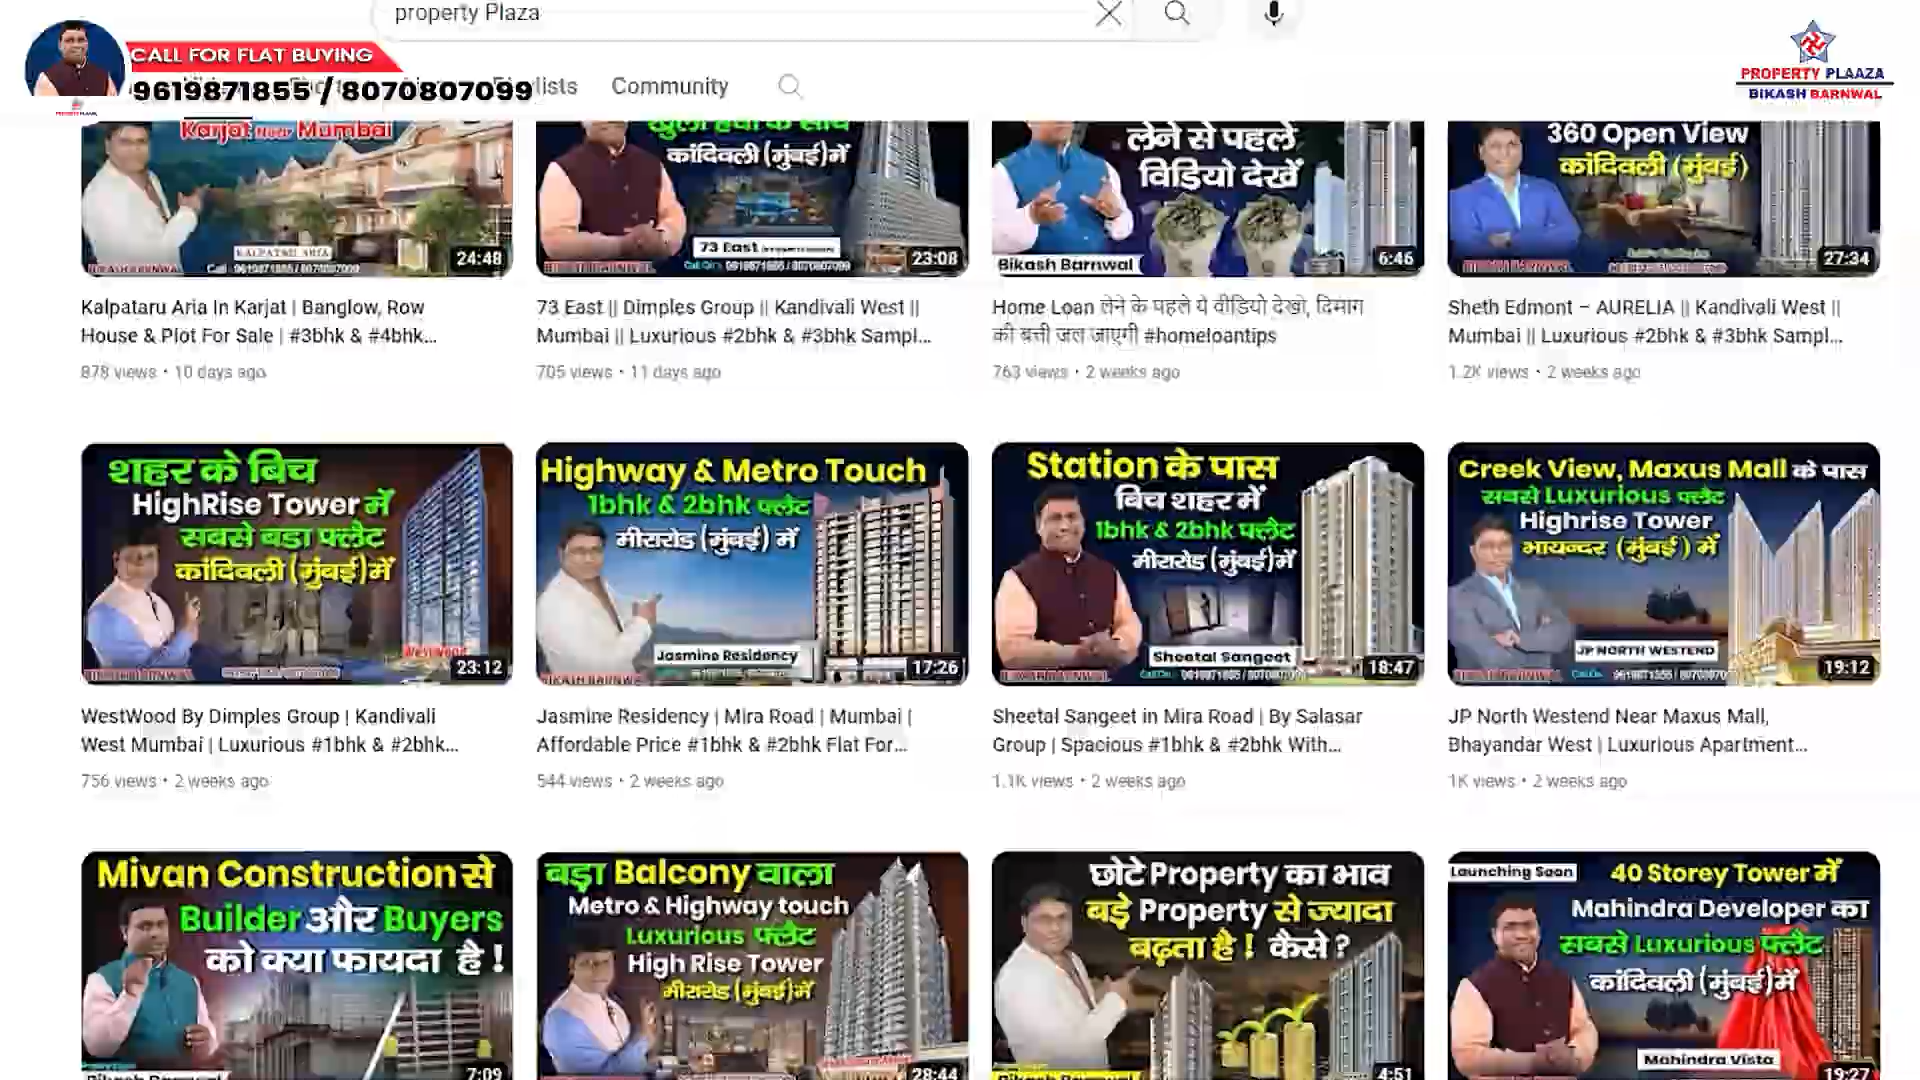 property Plaza
CALL FOR FLAT BUYING
9619871855 / 8070807099
Community
PROPERTY PLAAZA
BIKASH BARNWAL
Karjat Near Mumbai
KALPATARU ARIA
24:48
Kalpataru Aria In Karjat | Banglow, Row
House & Plot For Sale | #3bhk & #4bhk...
878 views • 10 days ago
खुली हवा के साथ
कांदिवली (मुंबई)में
73 East
23:08
73 East || Dimples Group || Kandivali West ||
Mumbai || Luxurious #2bhk & #3bhk Sampl...
705 views • 11 days ago
लेने से पहले
विडियो देखें
Bikash Barnwal
6:46
Home Loan लेने के पहले ये वीडियो देखो, दिमाग
की बत्ती जल जाएगी #homeloantips
763 views • 2 weeks ago
360 Open View
कांदिवली (मुंबई)
27:34
Sheth Edmont – AURELIA || Kandivali West ||
Mumbai || Luxurious #2bhk & #3bhk Sampl...
1.2K views • 2 weeks ago
शहर के बिच
HighRise Tower में
सबसे बडा फ्लैट
कांदिवली (मुंबई)में
WestWood
BIKASH BARNWAL
23:12
WestWood By Dimples Group | Kandivali
West Mumbai | Luxurious #1bhk & #2bhk...
756 views • 2 weeks ago
Highway & Metro Touch
1bhk & 2bhk फ्लैट
मीरारोड (मुंबई) में
Jasmine Residency
17:26
Jasmine Residency | Mira Road | Mumbai |
Affordable Price #1bhk & #2bhk Flat For...
544 views • 2 weeks ago
Station के पास
बिच शहर में
1bhk & 2bhk फ्लैट
मीरारोड (मुंबई)में
Sheetal Sangeet
18:47
Sheetal Sangeet in Mira Road | By Salasar
Group | Spacious #1bhk & #2bhk With...
1.1K views • 2 weeks ago
Creek View, Maxus Mall के पास
सबसे Luxurious फ्लैट
Highrise Tower
भायन्दर (मुंबई) में
JP NORTH WESTEND
19:12
JP North Westend Near Maxus Mall,
Bhayandar West | Luxurious Apartment...
1K views • 2 weeks ago
Mivan Construction से
Builder और Buyers
को क्या फायदा है !
7:09
बड़ा Balcony वाला
Metro & Highway touch
Luxurious फ्लैट
High Rise Tower
मीरारोड (मुंबई)में
28:44
छोटे Property का भाव
बड़े Property से ज्यादा
बढ़ता है ! कैसे ?
4:51
Launching Soon
40 Storey Tower में
Mahindra Developer का
सबसे Luxurious फ्लैट
कांदिवली (मुंबई)में
Mahindra Vista
19:27